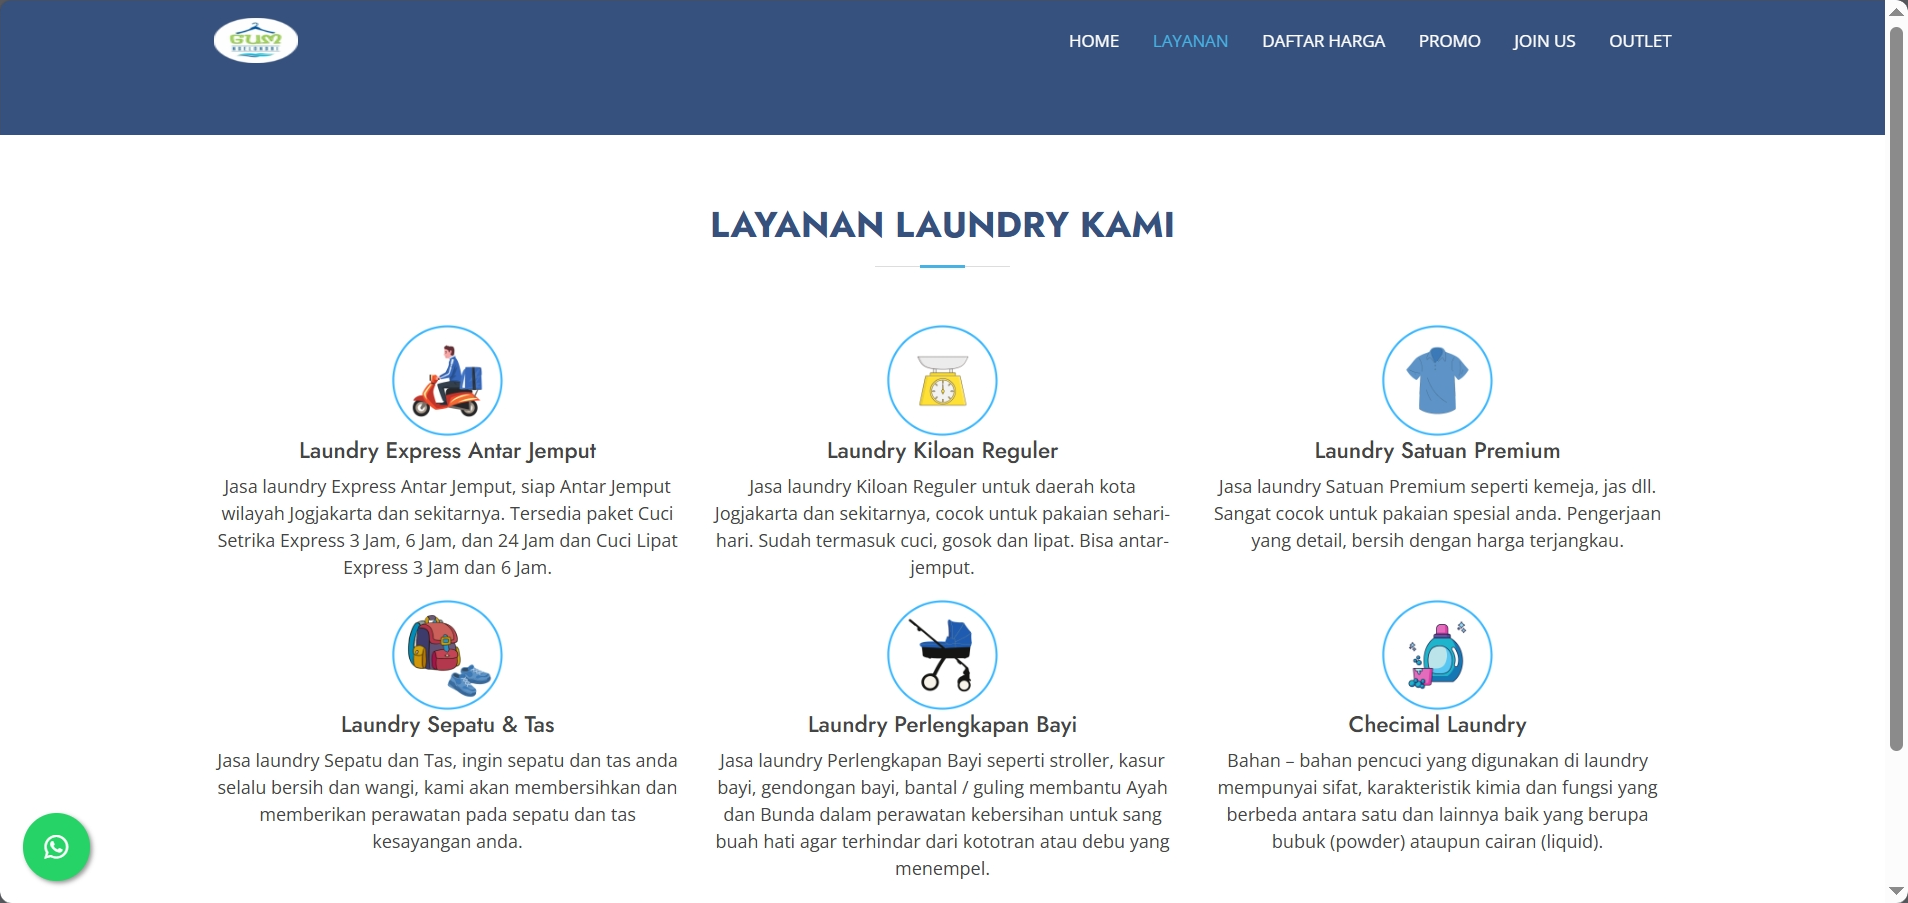 GUM
HOME LAYANAN DAFTAR HARGA PROMO JOIN US OUTLET
LAYANAN LAUNDRY KAMI
Laundry Express Antar Jemput
Jasa laundry Express Antar Jemput, siap Antar Jemput
wilayah Jogjakarta dan sekitarnya. Tersedia paket Cuci
Setrika Express 3 Jam, 6 Jam, dan 24 Jam dan Cuci Lipat
Express 3 Jam dan 6 Jam.
Laundry Kiloan Reguler
Jasa laundry Kiloan Reguler untuk daerah kota
Jogjakarta dan sekitarnya, cocok untuk pakaian sehari-
hari. Sudah termasuk cuci, gosok dan lipat. Bisa antar-
jemput.
Laundry Satuan Premium
Jasa laundry Satuan Premium seperti kemeja, jas dll.
Sangat cocok untuk pakaian spesial anda. Pengerjaan
yang detail, bersih dengan harga terjangkau.
Laundry Sepatu & Tas
Jasa laundry Sepatu dan Tas, ingin sepatu dan tas anda
selalu bersih dan wangi, kami akan membersihkan dan
memberikan perawatan pada sepatu dan tas
kesayangan anda.
Laundry Perlengkapan Bayi
Jasa laundry Perlengkapan Bayi seperti stroller, kasur
bayi, gendongan bayi, bantal / guling membantu Ayah
dan Bunda dalam perawatan kebersihan untuk sang
buah hati agar terhindar dari kototran atau debu yang
menempel.
Checimal Laundry
Bahan – bahan pencuci yang digunakan di laundry
mempunyai sifat, karakteristik kimia dan fungsi yang
berbeda antara satu dan lainnya baik yang berupa
bubuk (powder) ataupun cairan (liquid).